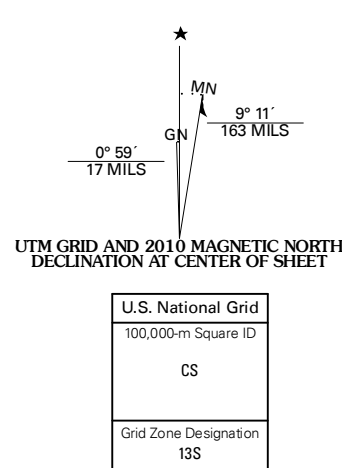 ★
MN
9° 11´
163 MILS
GN
0° 59´
17 MILS
UTM GRID AND 2010 MAGNETIC NORTH
DECLINATION AT CENTER OF SHEET
U.S. National Grid
100,000-m Square ID
CS
Grid Zone Designation
13S